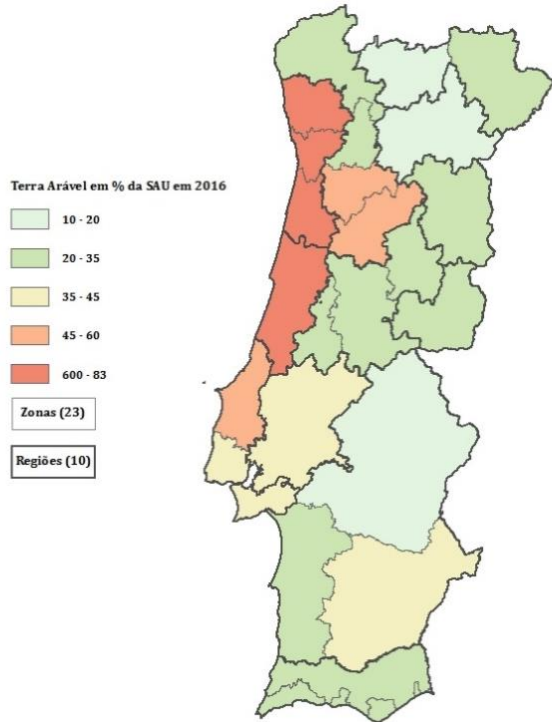 Terra Arável em % da SAU em 2016
10 - 20
20 - 35
35 - 45
45 - 60
600 - 83
Zonas (23)
Regiões (10)